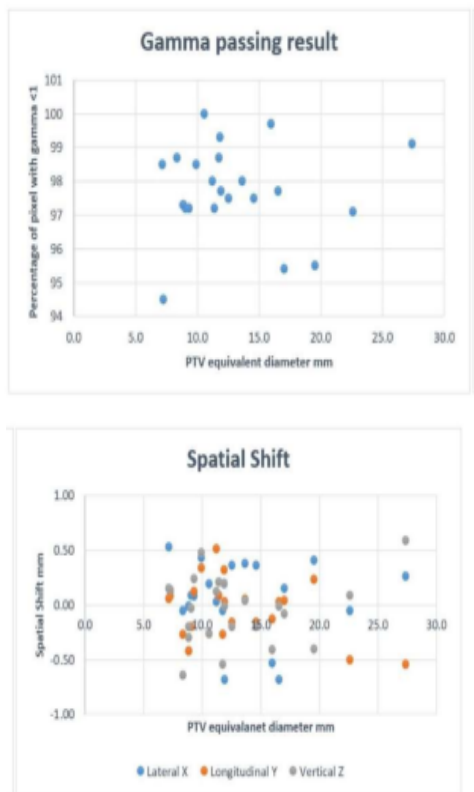 Gamma passing result
Percentage of pixel with gamma <1
101
100
99
98
97
96
95
94
0.0 5.0 10.0 15.0 20.0 25.0 30.0
PTV equivalent diameter mm
Spatial Shift
Spatial Shift mm
1.00
0.50
0.00
-0.50
-1.00
0.0 5.0 10.0 15.0 20.0 25.0 30.0
PTV equivalanet diameter mm
Lateral X Longitudinal Y Vertical Z